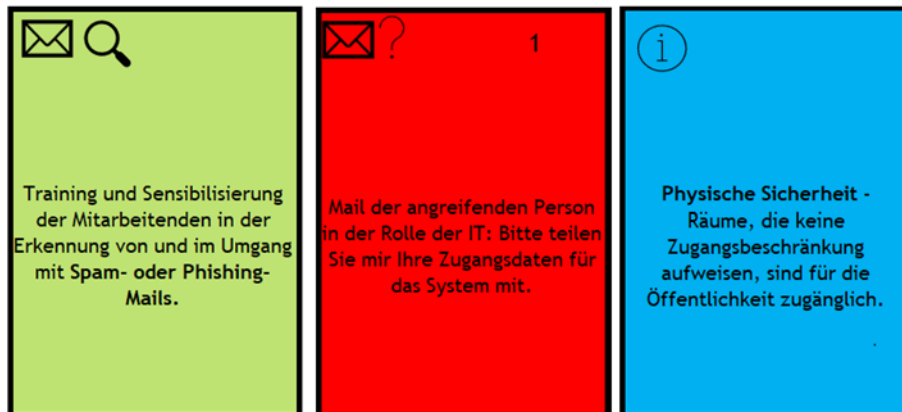 Training und Sensibilisierung
der Mitarbeitenden in der
Erkennung von und im Umgang
mit Spam- oder Phishing-
Mails.
?
1
Mail der angreifenden Person
in der Rolle der IT: Bitte teilen
Sie mir Ihre Zugangsdaten für
das System mit.
i
Physische Sicherheit -
Räume, die keine
Zugangsbeschränkung
aufweisen, sind für die
Öffentlichkeit zugänglich.
.